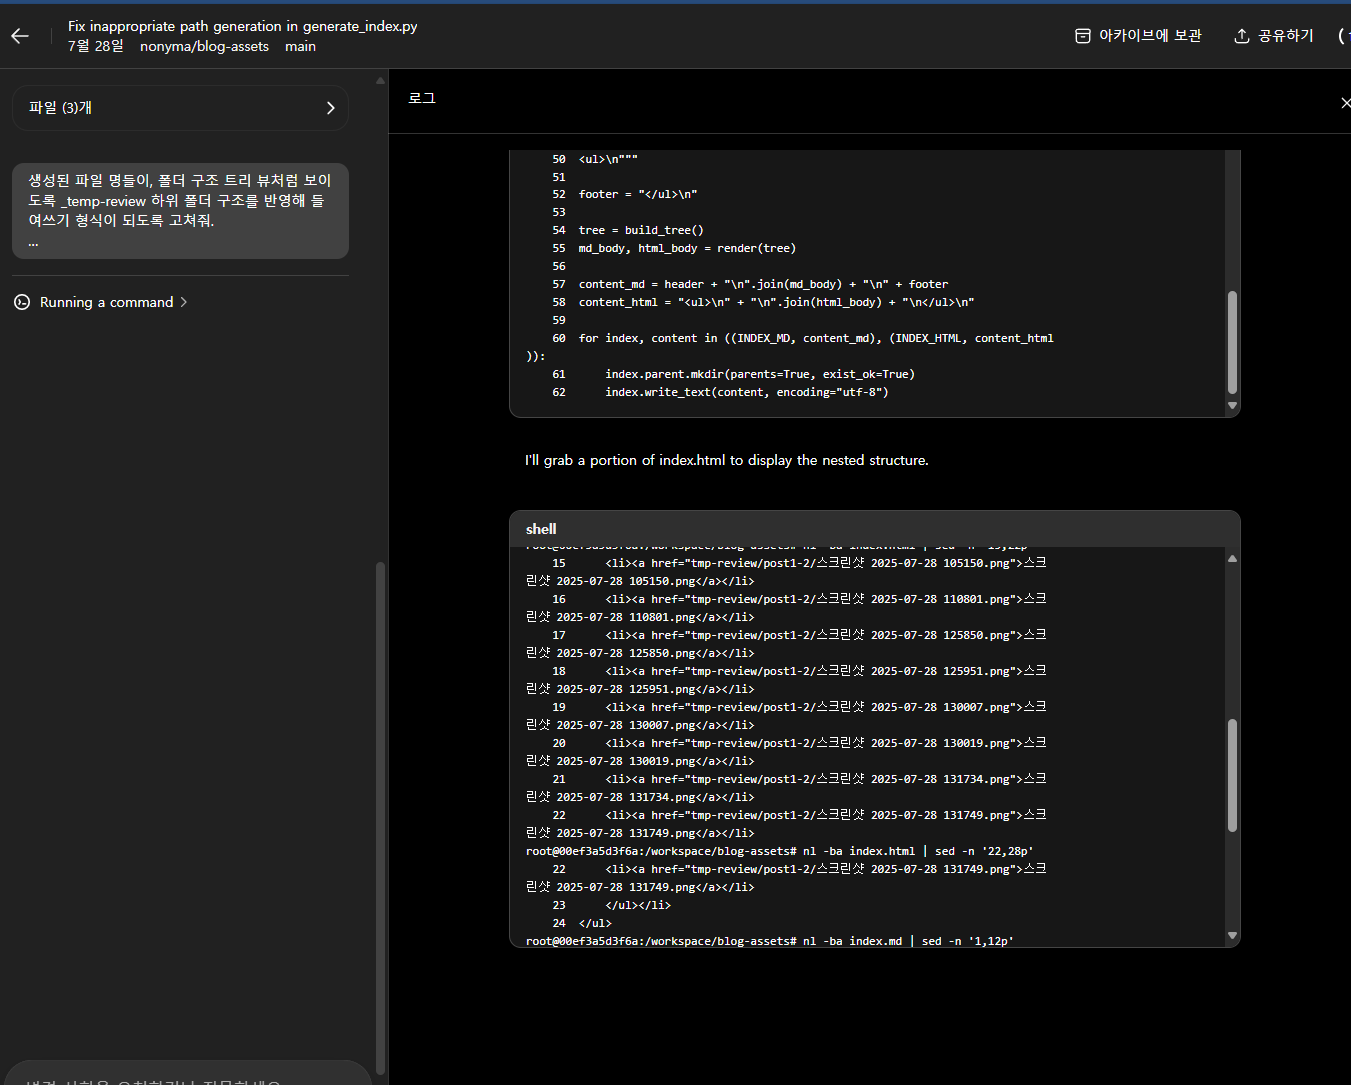 Fix inappropriate path generation in generate_index.py
7월 28일 nonyma/blog-assets main
아카이브에 보관
공유하기
파일 (3)개
생성된 파일 명들이, 폴더 구조 트리 뷰처럼 보이
도록 _temp-review 하위 폴더 구조를 반영해 들
여쓰기 형식이 되도록 고쳐줘.
...
Running a command
로그
50 <ul>\n"""
51
52 footer = "</ul>\n"
53
54 tree = build_tree()
55 md_body, html_body = render(tree)
56
57 content_md = header + "\n".join(md_body) + "\n" + footer
58 content_html = "<ul>\n" + "\n".join(html_body) + "\n</ul>\n"
59
60 for index, content in ((INDEX_MD, content_md), (INDEX_HTML, content_html
)):
61 index.parent.mkdir(parents=True, exist_ok=True)
62 index.write_text(content, encoding="utf-8")
I'll grab a portion of index.html to display the nested structure.
shell
15 <li><a href="tmp-review/post1-2/스크린샷 2025-07-28 105150.png">스크
린샷 2025-07-28 105150.png</a></li>
16 <li><a href="tmp-review/post1-2/스크린샷 2025-07-28 110801.png">스크
린샷 2025-07-28 110801.png</a></li>
17 <li><a href="tmp-review/post1-2/스크린샷 2025-07-28 125850.png">스크
린샷 2025-07-28 125850.png</a></li>
18 <li><a href="tmp-review/post1-2/스크린샷 2025-07-28 125951.png">스크
린샷 2025-07-28 125951.png</a></li>
19 <li><a href="tmp-review/post1-2/스크린샷 2025-07-28 130007.png">스크
린샷 2025-07-28 130007.png</a></li>
20 <li><a href="tmp-review/post1-2/스크린샷 2025-07-28 130019.png">스크
린샷 2025-07-28 130019.png</a></li>
21 <li><a href="tmp-review/post1-2/스크린샷 2025-07-28 131734.png">스크
린샷 2025-07-28 131734.png</a></li>
22 <li><a href="tmp-review/post1-2/스크린샷 2025-07-28 131749.png">스크
린샷 2025-07-28 131749.png</a></li>
root@00ef3a5d3f6a:/workspace/blog-assets# nl -ba index.html | sed -n '22,28p'
22 <li><a href="tmp-review/post1-2/스크린샷 2025-07-28 131749.png">스크
린샷 2025-07-28 131749.png</a></li>
23 </ul></li>
24 </ul>
root@00ef3a5d3f6a:/workspace/blog-assets# nl -ba index.md | sed -n '1,12p'